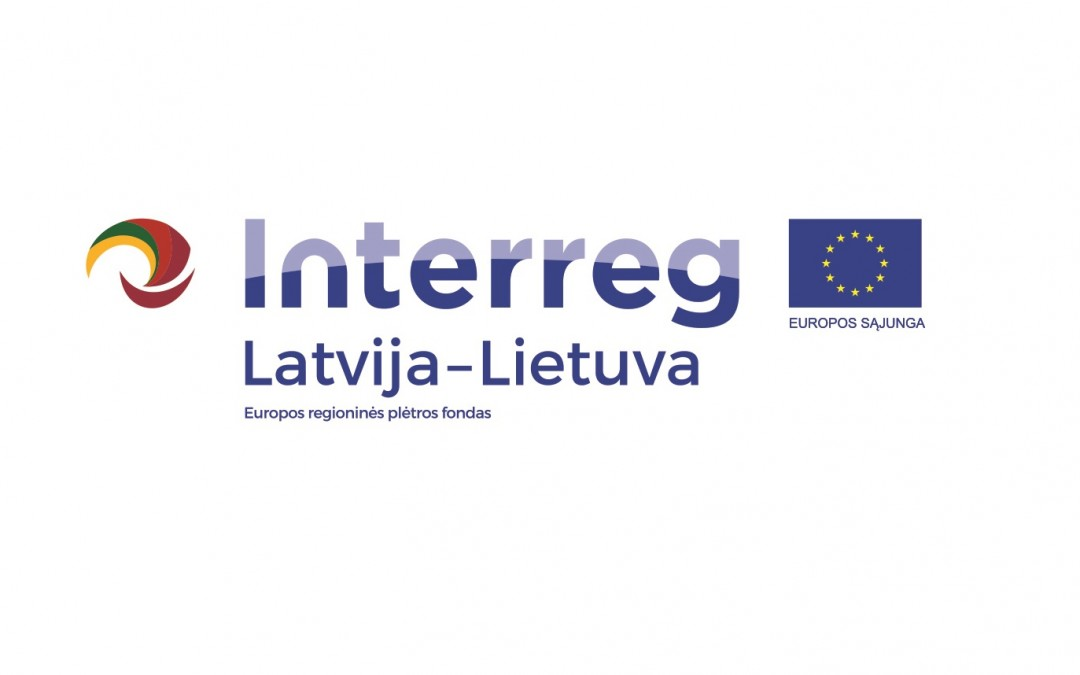 Interreg
Latvija–Lietuva
Europos regioninės plėtros fondas
EUROPOS SĄJUNGA